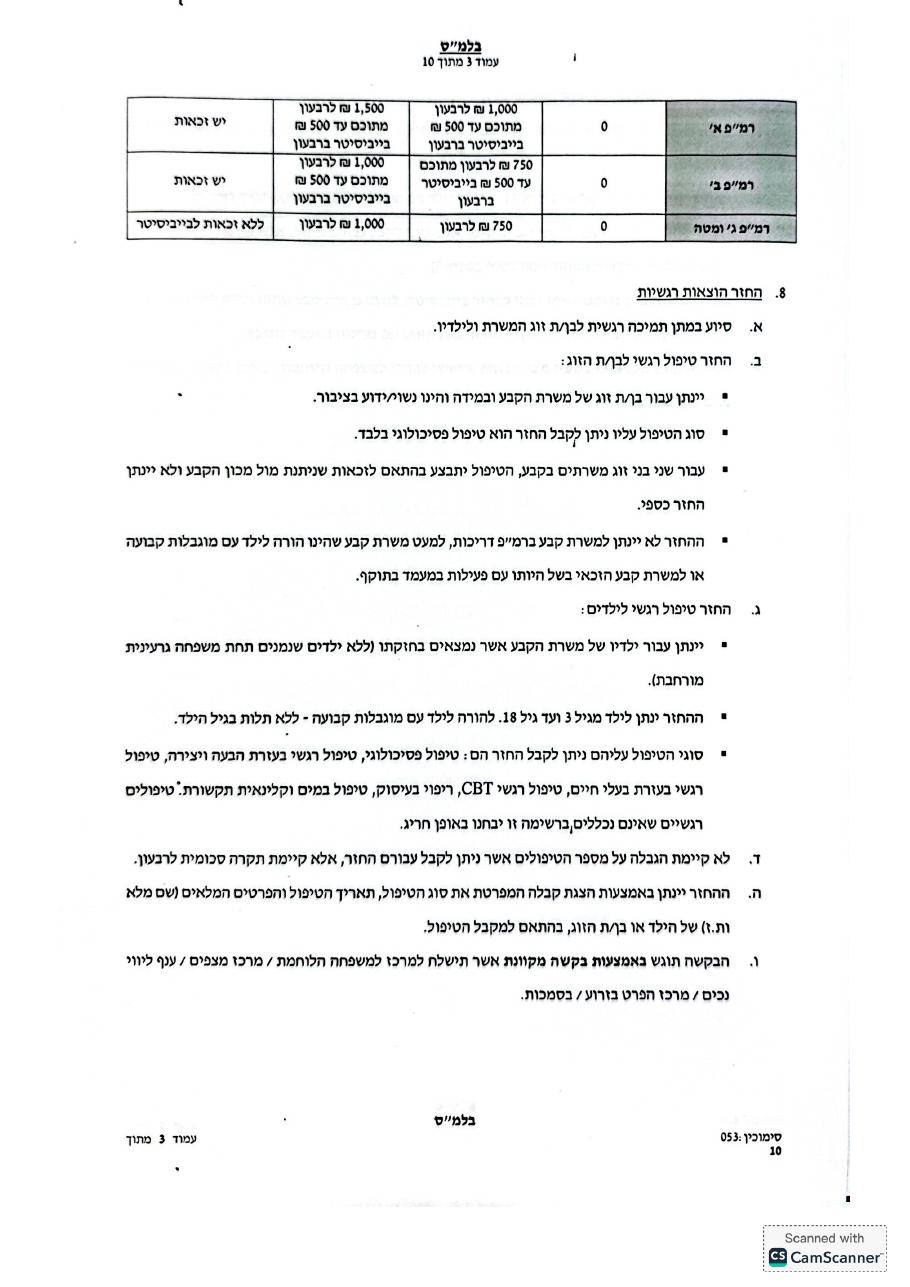 בלמ״ס
עמוד 3 מתוך 10
רמ״פ א׳ 0 1,000 ₪ לרבעון מתוכם עד 500 ₪ בייביסיטר ברבעון 1,500 ₪ לרבעון מתוכם עד 500 ₪ בייביסיטר ברבעון יש זכאות
רמ״פ ב׳ 0 750 ₪ לרבעון מתוכם עד 500 ₪ בייביסיטר ברבעון 1,000 ₪ לרבעון מתוכם עד 500 ₪ בייביסיטר ברבעון יש זכאות
רמ״פ ג׳ ומטה 0 750 ₪ לרבעון 1,000 ₪ לרבעון ללא זכאות לבייביסיטר
8. החזר הוצאות רגשיות
א. סיוע במתן תמיכה רגשית לבן/ת זוג המשרת ולילדיו.
ב. החזר טיפול רגשי לבן/ת הזוג:
▪ יינתן עבור בן/ת זוג של משרת הקבע ובמידה והינו נשוי/ידוע בציבור.
▪ סוג הטיפול עליו ניתן לקבל החזר הוא טיפול פסיכולוגי בלבד.
▪ עבור שני בני זוג משרתים בקבע, הטיפול יתבצע בהתאם לזכאות שניתנת מול מכון הקבע ולא יינתן
החזר כספי.
▪ ההחזר לא יינתן למשרת קבע ברמ״פ דריכות, למעט משרת קבע שהינו הורה לילד עם מוגבלות קבועה
או למשרת קבע הזכאי בשל היותו עם פעילות במעמד בתוקף.
ג. החזר טיפול רגשי לילדים:
▪ יינתן עבור ילדיו של משרת הקבע אשר נמצאים בחזקתו (ללא ילדים שנמנים תחת משפחה גרעינית
מורחבת).
▪ ההחזר ינתן לילד מגיל 3 ועד גיל 18. להורה לילד עם מוגבלות קבועה - ללא תלות בגיל הילד.
▪ סוגי הטיפול עליהם ניתן לקבל החזר הם: טיפול פסיכולוגי, טיפול רגשי בעזרת הבעה ויצירה, טיפול
רגשי בעזרת בעלי חיים, טיפול רגשי CBT, ריפוי בעיסוק, טיפול במים וקלינאית תקשורת. טיפולים
רגשיים שאינם נכללים ברשימה זו יבחנו באופן חריג.
ד. לא קיימת הגבלה על מספר הטיפולים אשר ניתן לקבל עבורם החזר, אלא קיימת תקרה סכומית לרבעון.
ה. ההחזר יינתן באמצעות הצגת קבלה המפרטת את סוג הטיפול, תאריך הטיפול והפרטים המלאים (שם מלא
ות.ז) של הילד או בן/ת הזוג, בהתאם למקבל הטיפול.
ו. הבקשה תוגש באמצעות בקשה מקוונת אשר תישלח למרכז למשפחה הלוחמת / מרכז מצפים / ענף ליווי
נכים / מרכז הפרט בזרוע / בסמכות.
בלמ״ס
סימוכין: 053 עמוד 3 מתוך
10
Scanned with
CS CamScanner